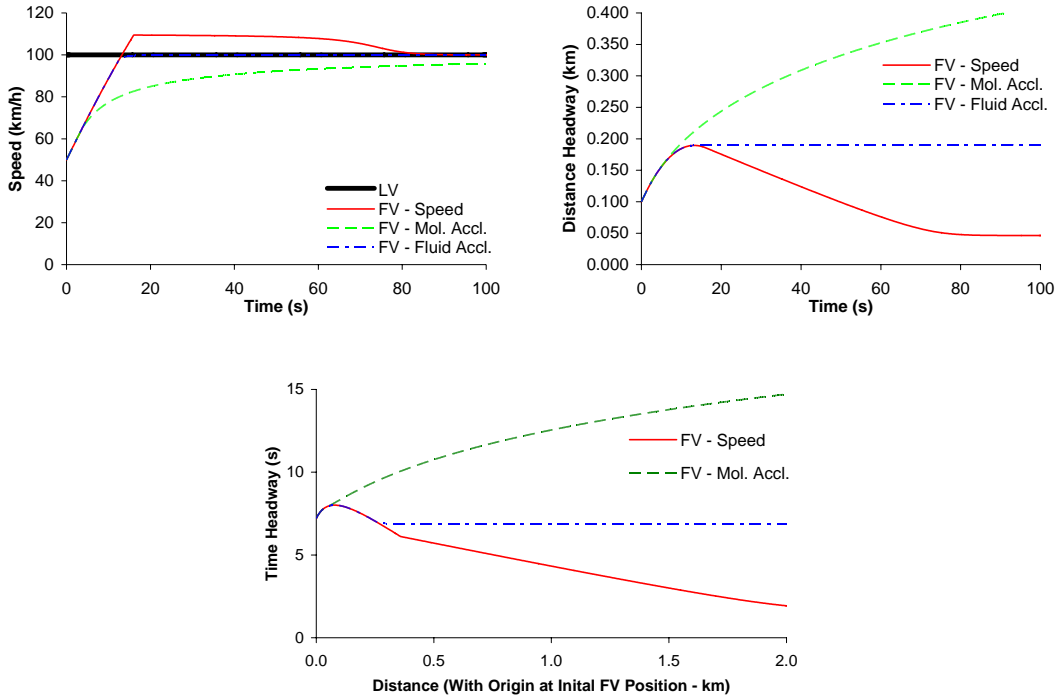 120
100
80
60
40
20
0
Speed (km/h)
LV
FV - Speed
FV - Mol. Accl.
FV - Fluid Accl.
0 20 40 60 80 100
Time (s)
0.400
0.350
0.300
0.250
0.200
0.150
0.100
0.050
0.000
Distance Headway (km)
FV - Speed
FV - Mol. Accl.
FV - Fluid Accl.
0 20 40 60 80 100
Time (s)
15
10
5
0
Time Headway (s)
FV - Speed
FV - Mol. Accl.
0.0 0.5 1.0 1.5 2.0
Distance (With Origin at Inital FV Position - km)